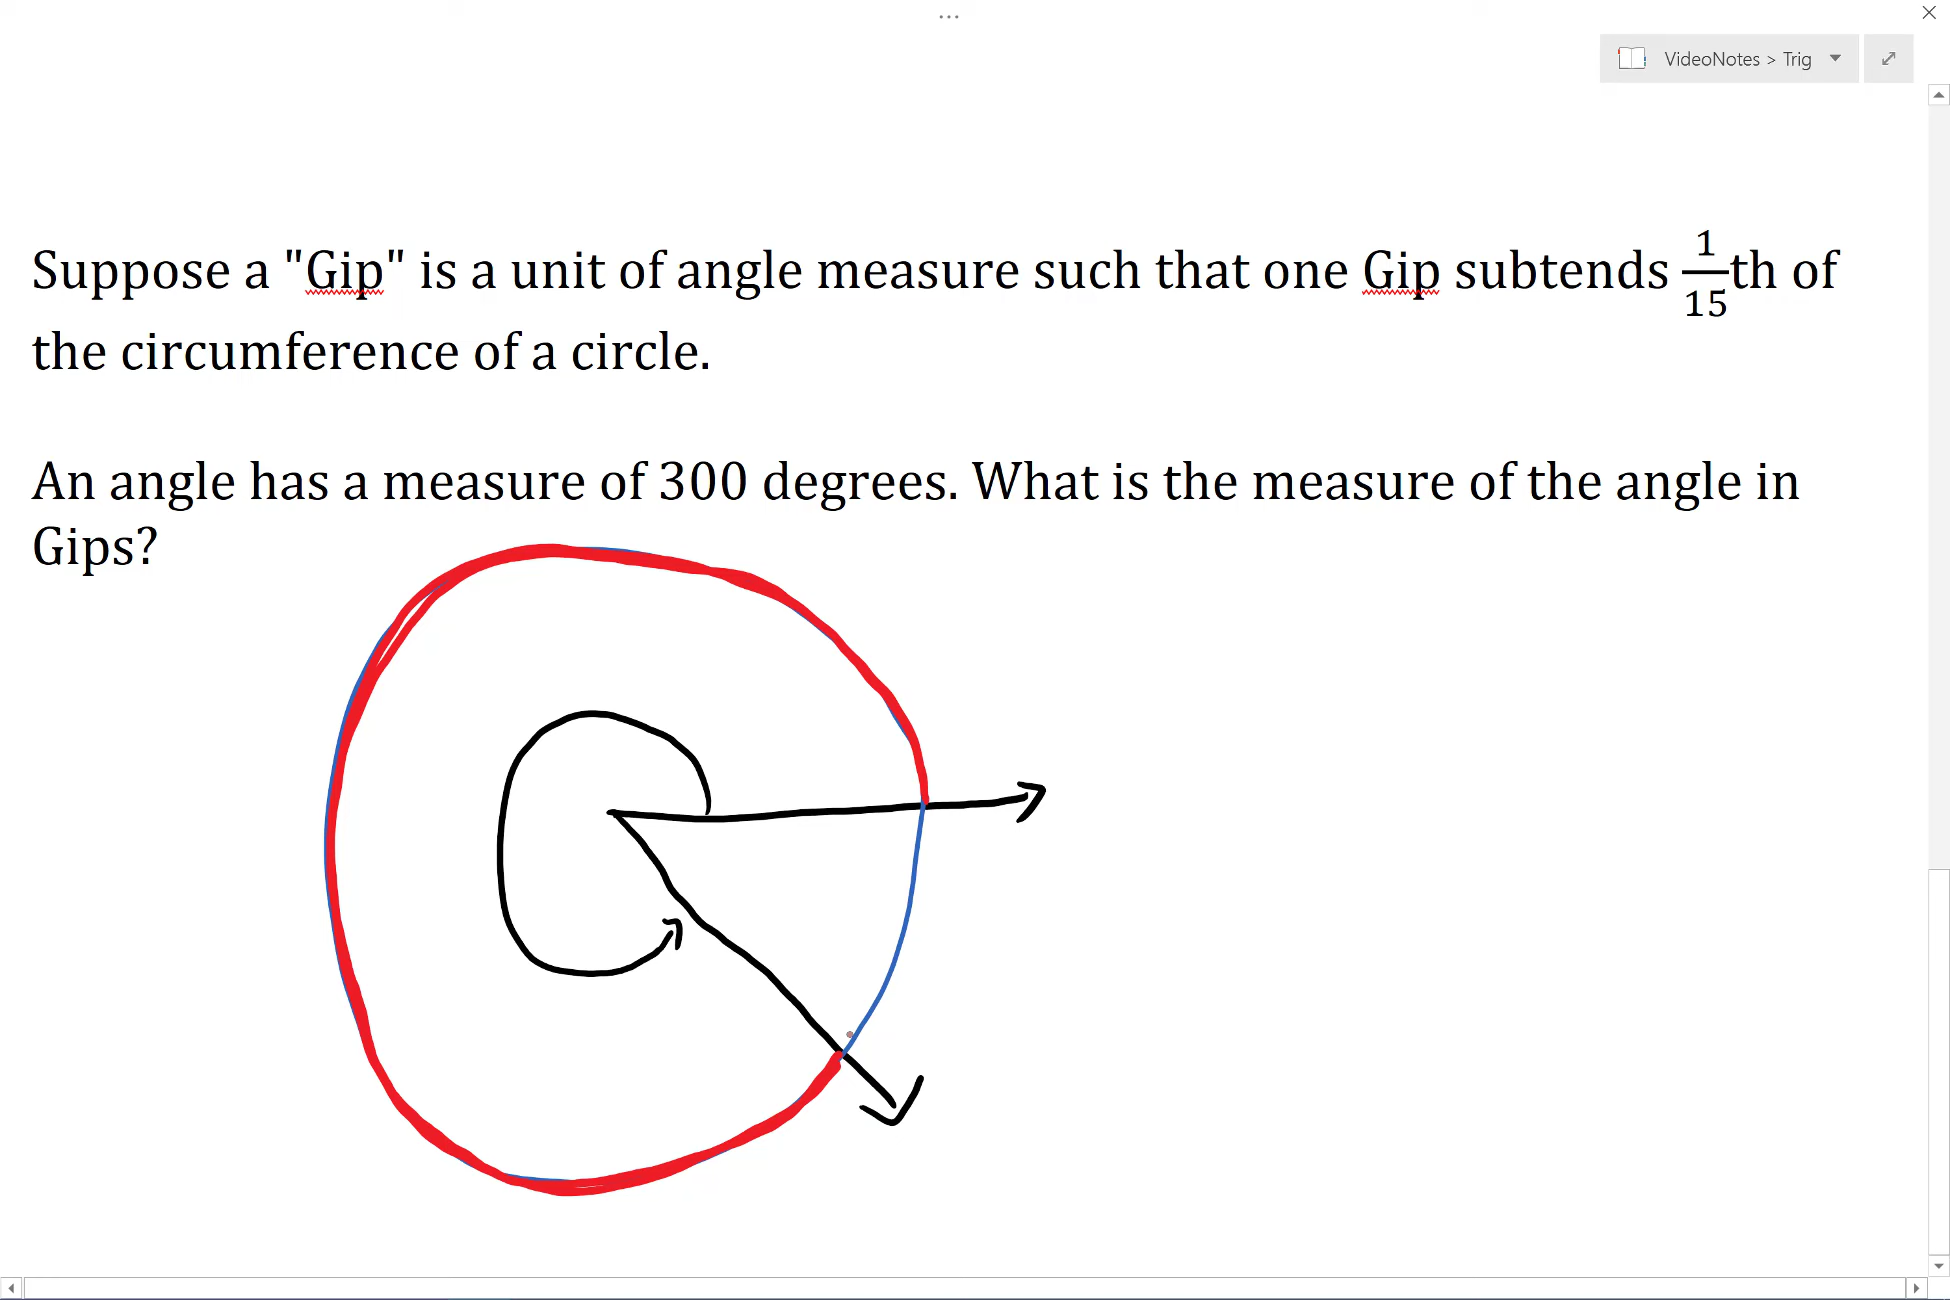 ...
VideoNotes > Trig
Suppose a "Gip" is a unit of angle measure such that one Gip subtends 1/15th of
the circumference of a circle.
An angle has a measure of 300 degrees. What is the measure of the angle in
Gips?